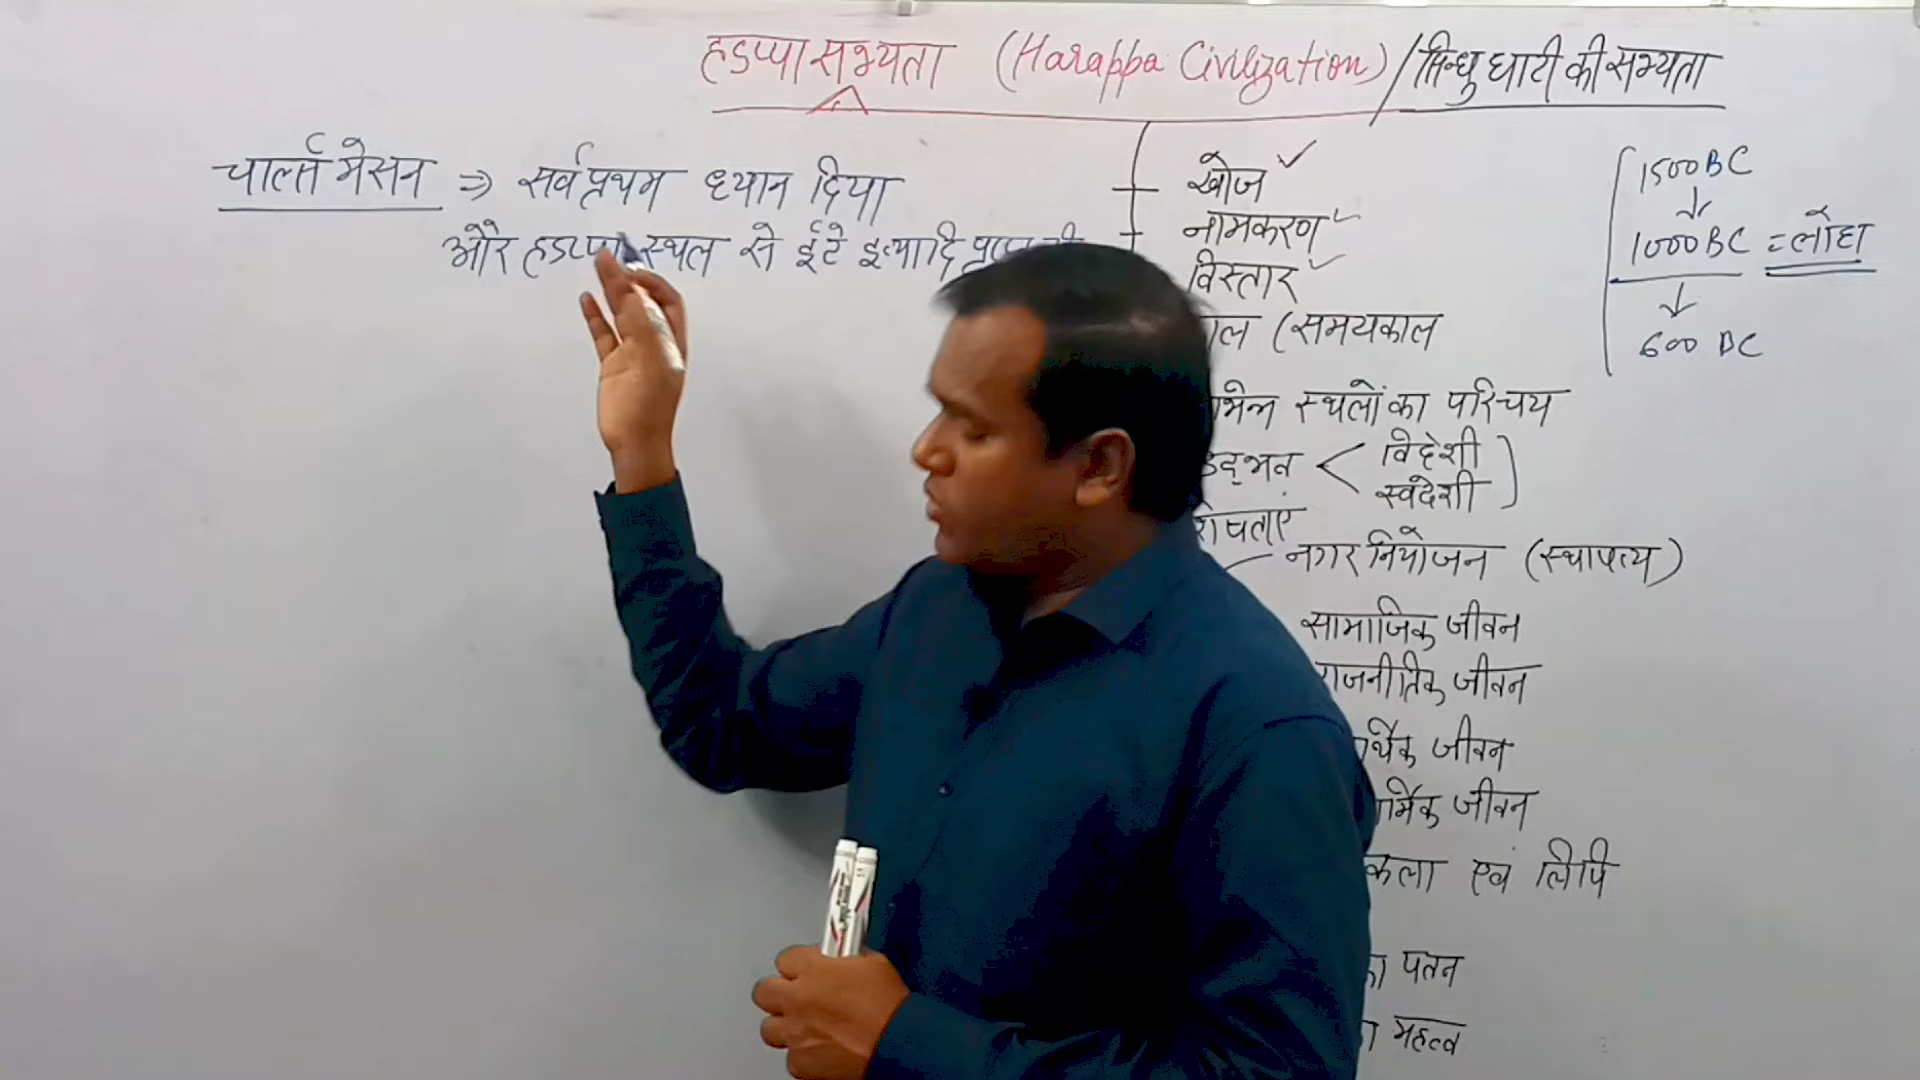 हडप्पा सभ्यता (Harappa Civilization) / सिन्धु घाटी की सभ्यता
चार्ल्स मेसन ⇒ सर्वप्रथम ध्यान दिया
और हडप्पा स्थल से ईंटे इत्यादि
खोज ✓
नामकरण ✓
विस्तार ✓
(समयकाल
स्थलों का परिचय
उद्भव < विदेशी
स्वदेशी
नगर नियोजन (स्थापत्य)
सामाजिक जीवन
राजनीतिक जीवन
जीवन
जीवन
कला एवं लिपि
पतन
महत्व
1500 BC
↓
1000 BC = लोहा
↓
600 BC